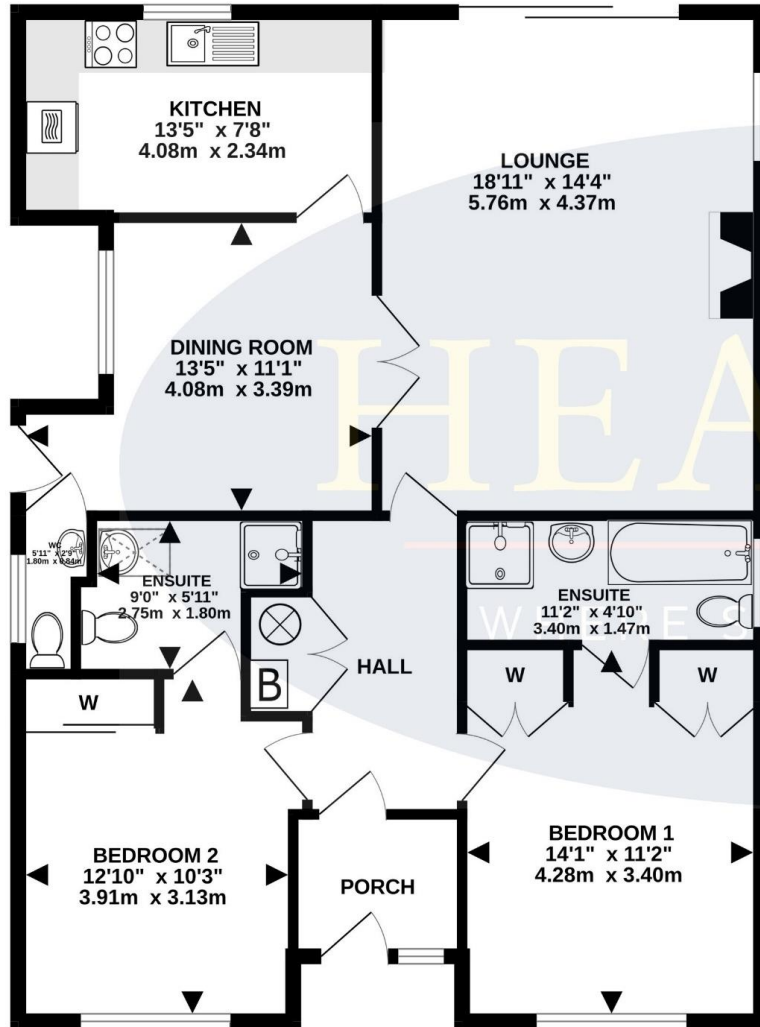 KITCHEN
13'5" x 7'8"
4.08m x 2.34m
LOUNGE
18'11" x 14'4"
5.76m x 4.37m
DINING ROOM
13'5" x 11'1"
4.08m x 3.39m
HEA
WC
5'11" x 2'9"
1.80m x 0.84m
ENSUITE
9'0" x 5'11"
2.75m x 1.80m
ENSUITE
11'2" x 4'10"
3.40m x 1.47m
WHERE S
B
HALL
W
W
W
BEDROOM 2
12'10" x 10'3"
3.91m x 3.13m
PORCH
BEDROOM 1
14'1" x 11'2"
4.28m x 3.40m